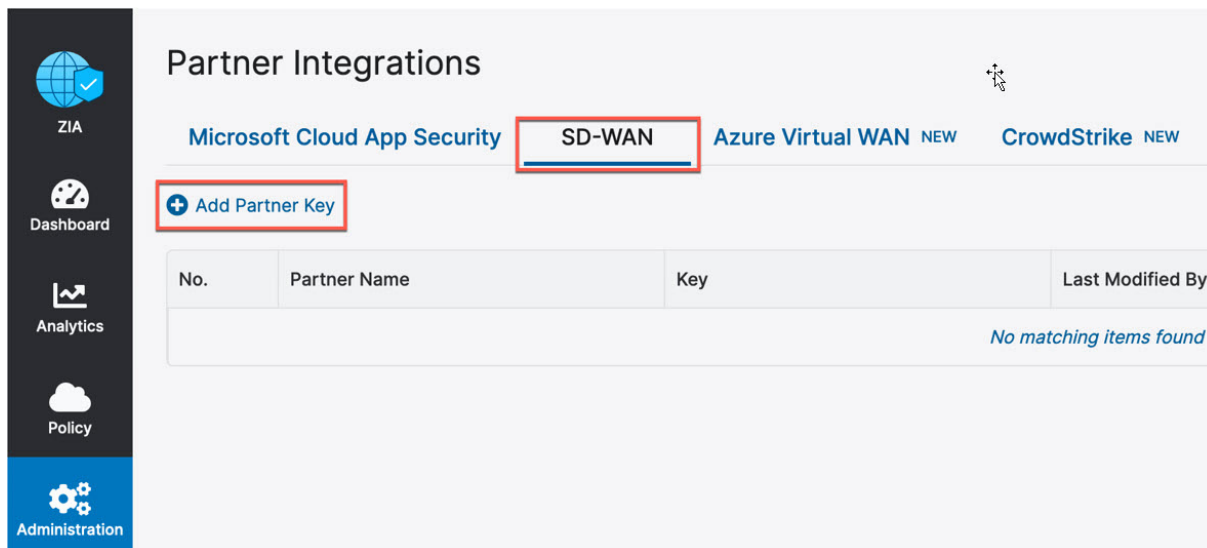 Partner Integrations
ZIA
Microsoft Cloud App Security SD-WAN Azure Virtual WAN NEW CrowdStrike NEW
Add Partner Key
Dashboard
No. Partner Name Key Last Modified By
Analytics
No matching items found
Policy
Administration